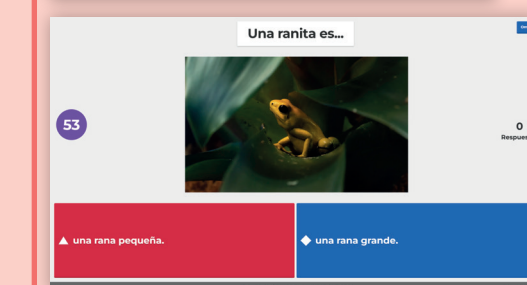 Una ranita es...
53
0
una rana pequeña.
una rana grande.